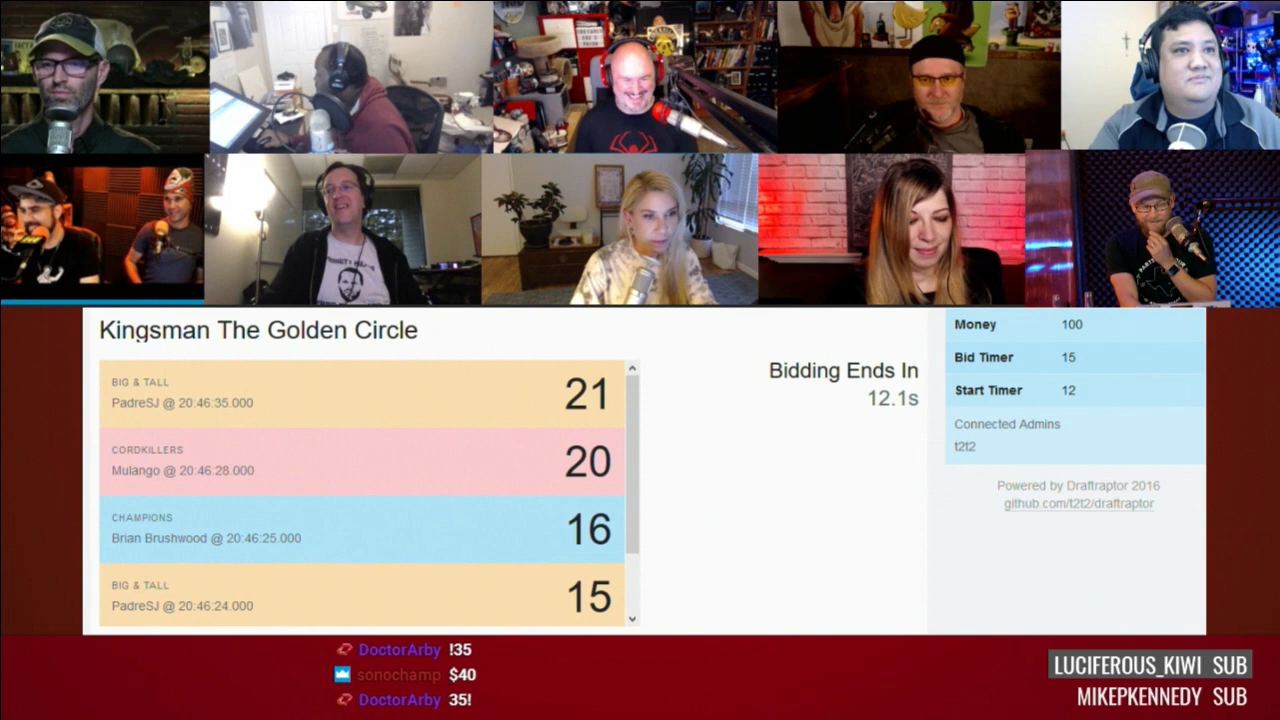 Kingsman The Golden Circle
BIG & TALL
PadreSJ @ 20:46:35.000
21
CORDKILLERS
Mulango @ 20:46:28.000
20
CHAMPIONS
Brian Brushwood @ 20:46:25.000
16
BIG & TALL
PadreSJ @ 20:46:24.000
15
Bidding Ends In
12.1s
Money 100
Bid Timer 15
Start Timer 12
Connected Admins
t2t2
Powered by Draftraptor 2016
github.com/t2t2/draftraptor
DoctorArby !35
sonochamp $40
DoctorArby 35!
LUCIFEROUS_KIWI SUB
MIKEPKENNEDY SUB